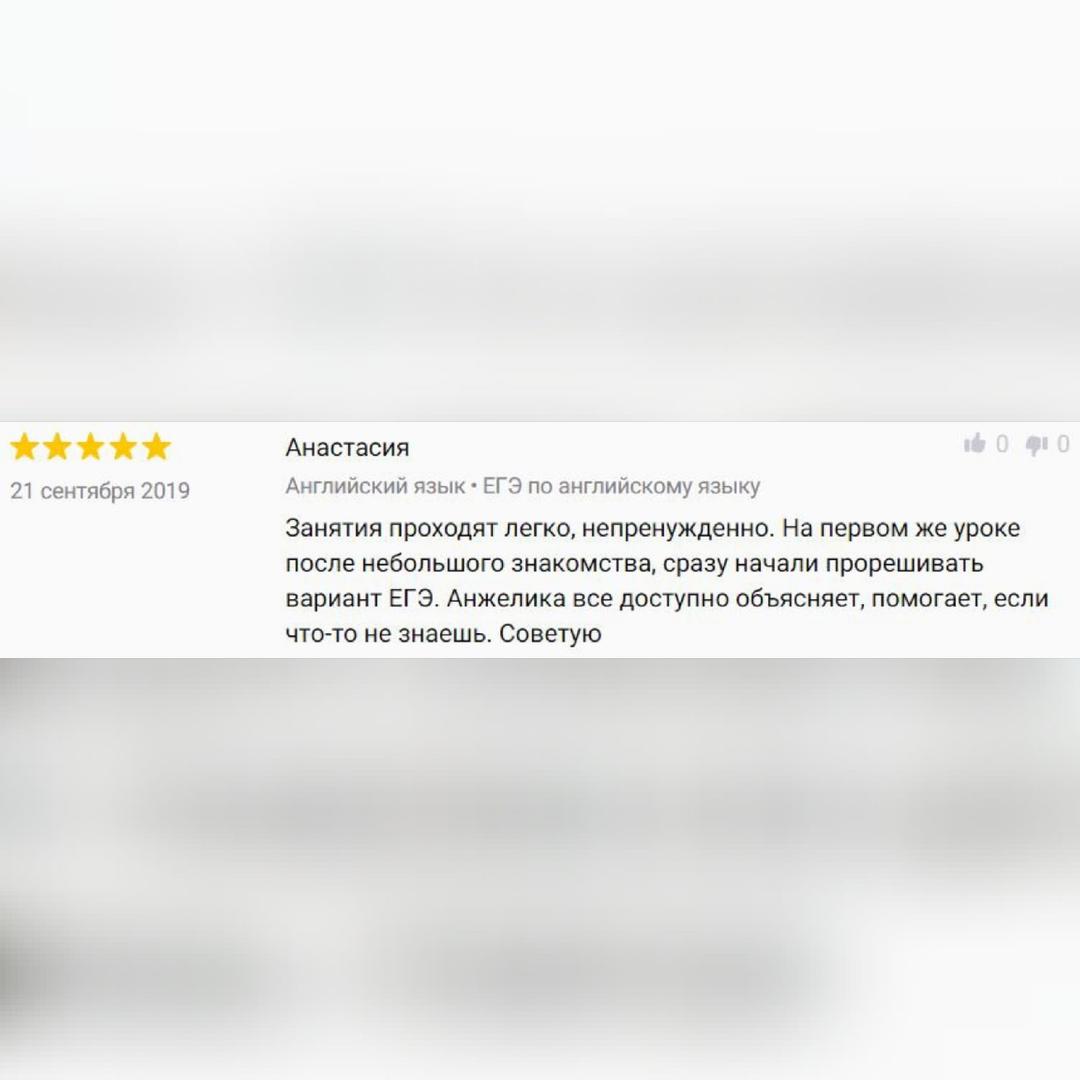 Анастасия
0 0
21 сентября 2019
Английский язык • ЕГЭ по английскому языку
Занятия проходят легко, непренужденно. На первом же уроке
после небольшого знакомства, сразу начали прорешивать
вариант ЕГЭ. Анжелика все доступно объясняет, помогает, если
что-то не знаешь. Советую